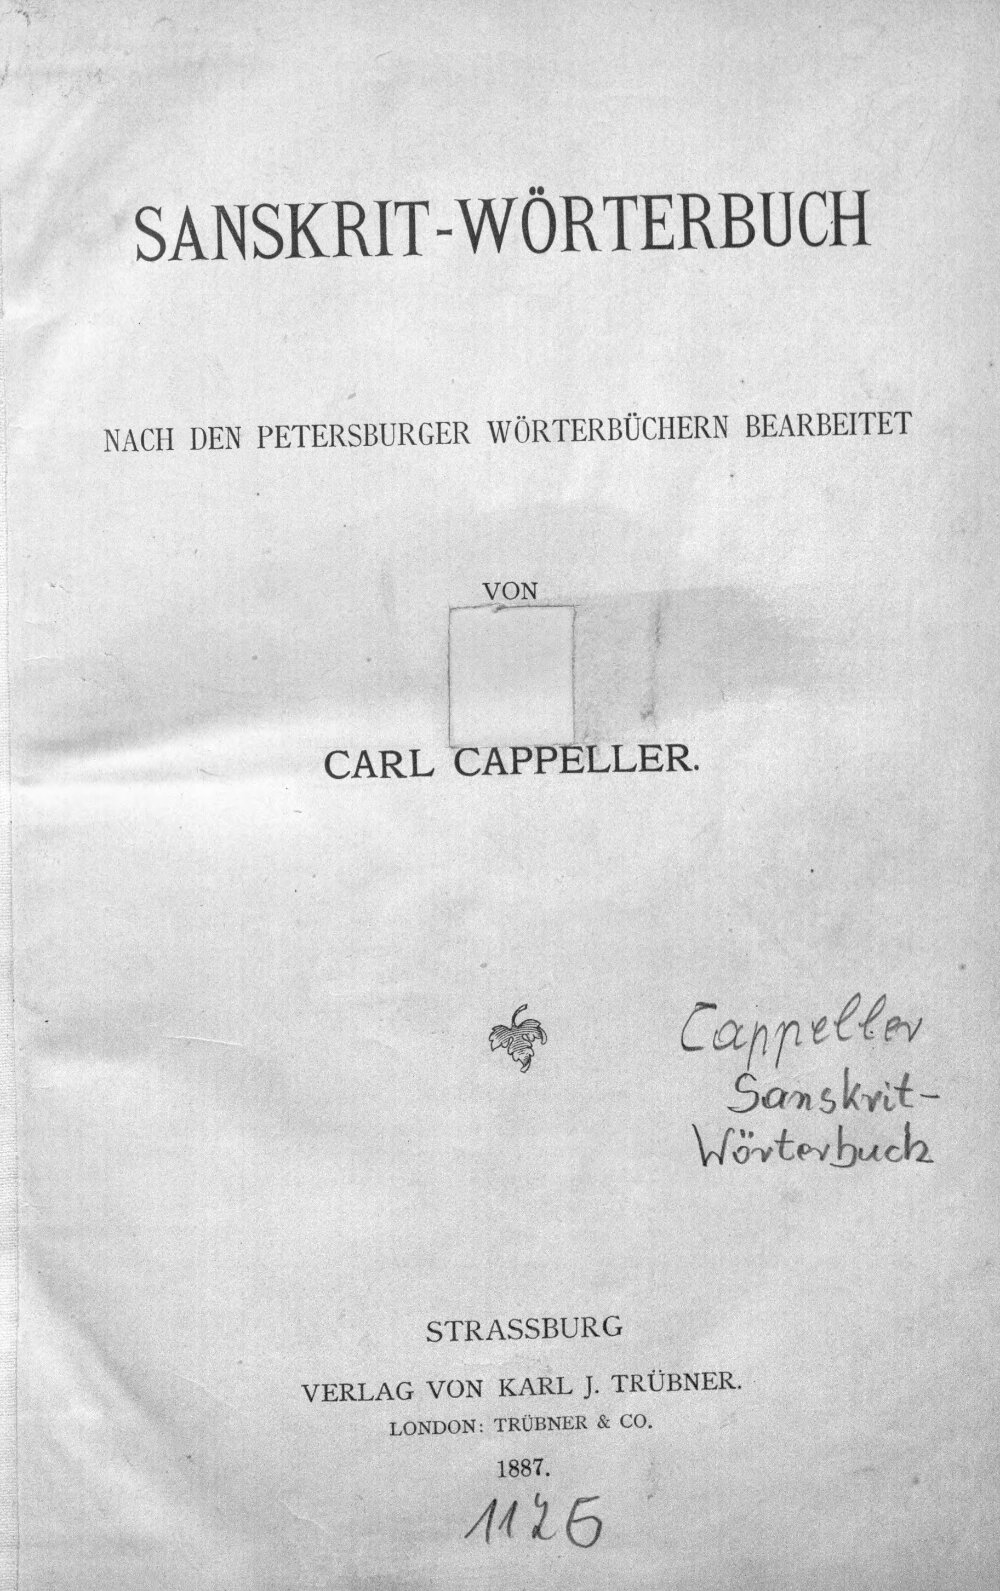 SANSKRIT-WÖRTERBUCH
NACH DEN PETERSBURGER WÖRTERBÜCHERN BEARBEITET
VON
CARL CAPPELLER.
Cappeller
Sanskrit-
Wörterbuch
STRASSBURG
VERLAG VON KARL J. TRÜBNER.
LONDON: TRÜBNER & CO.
1887.